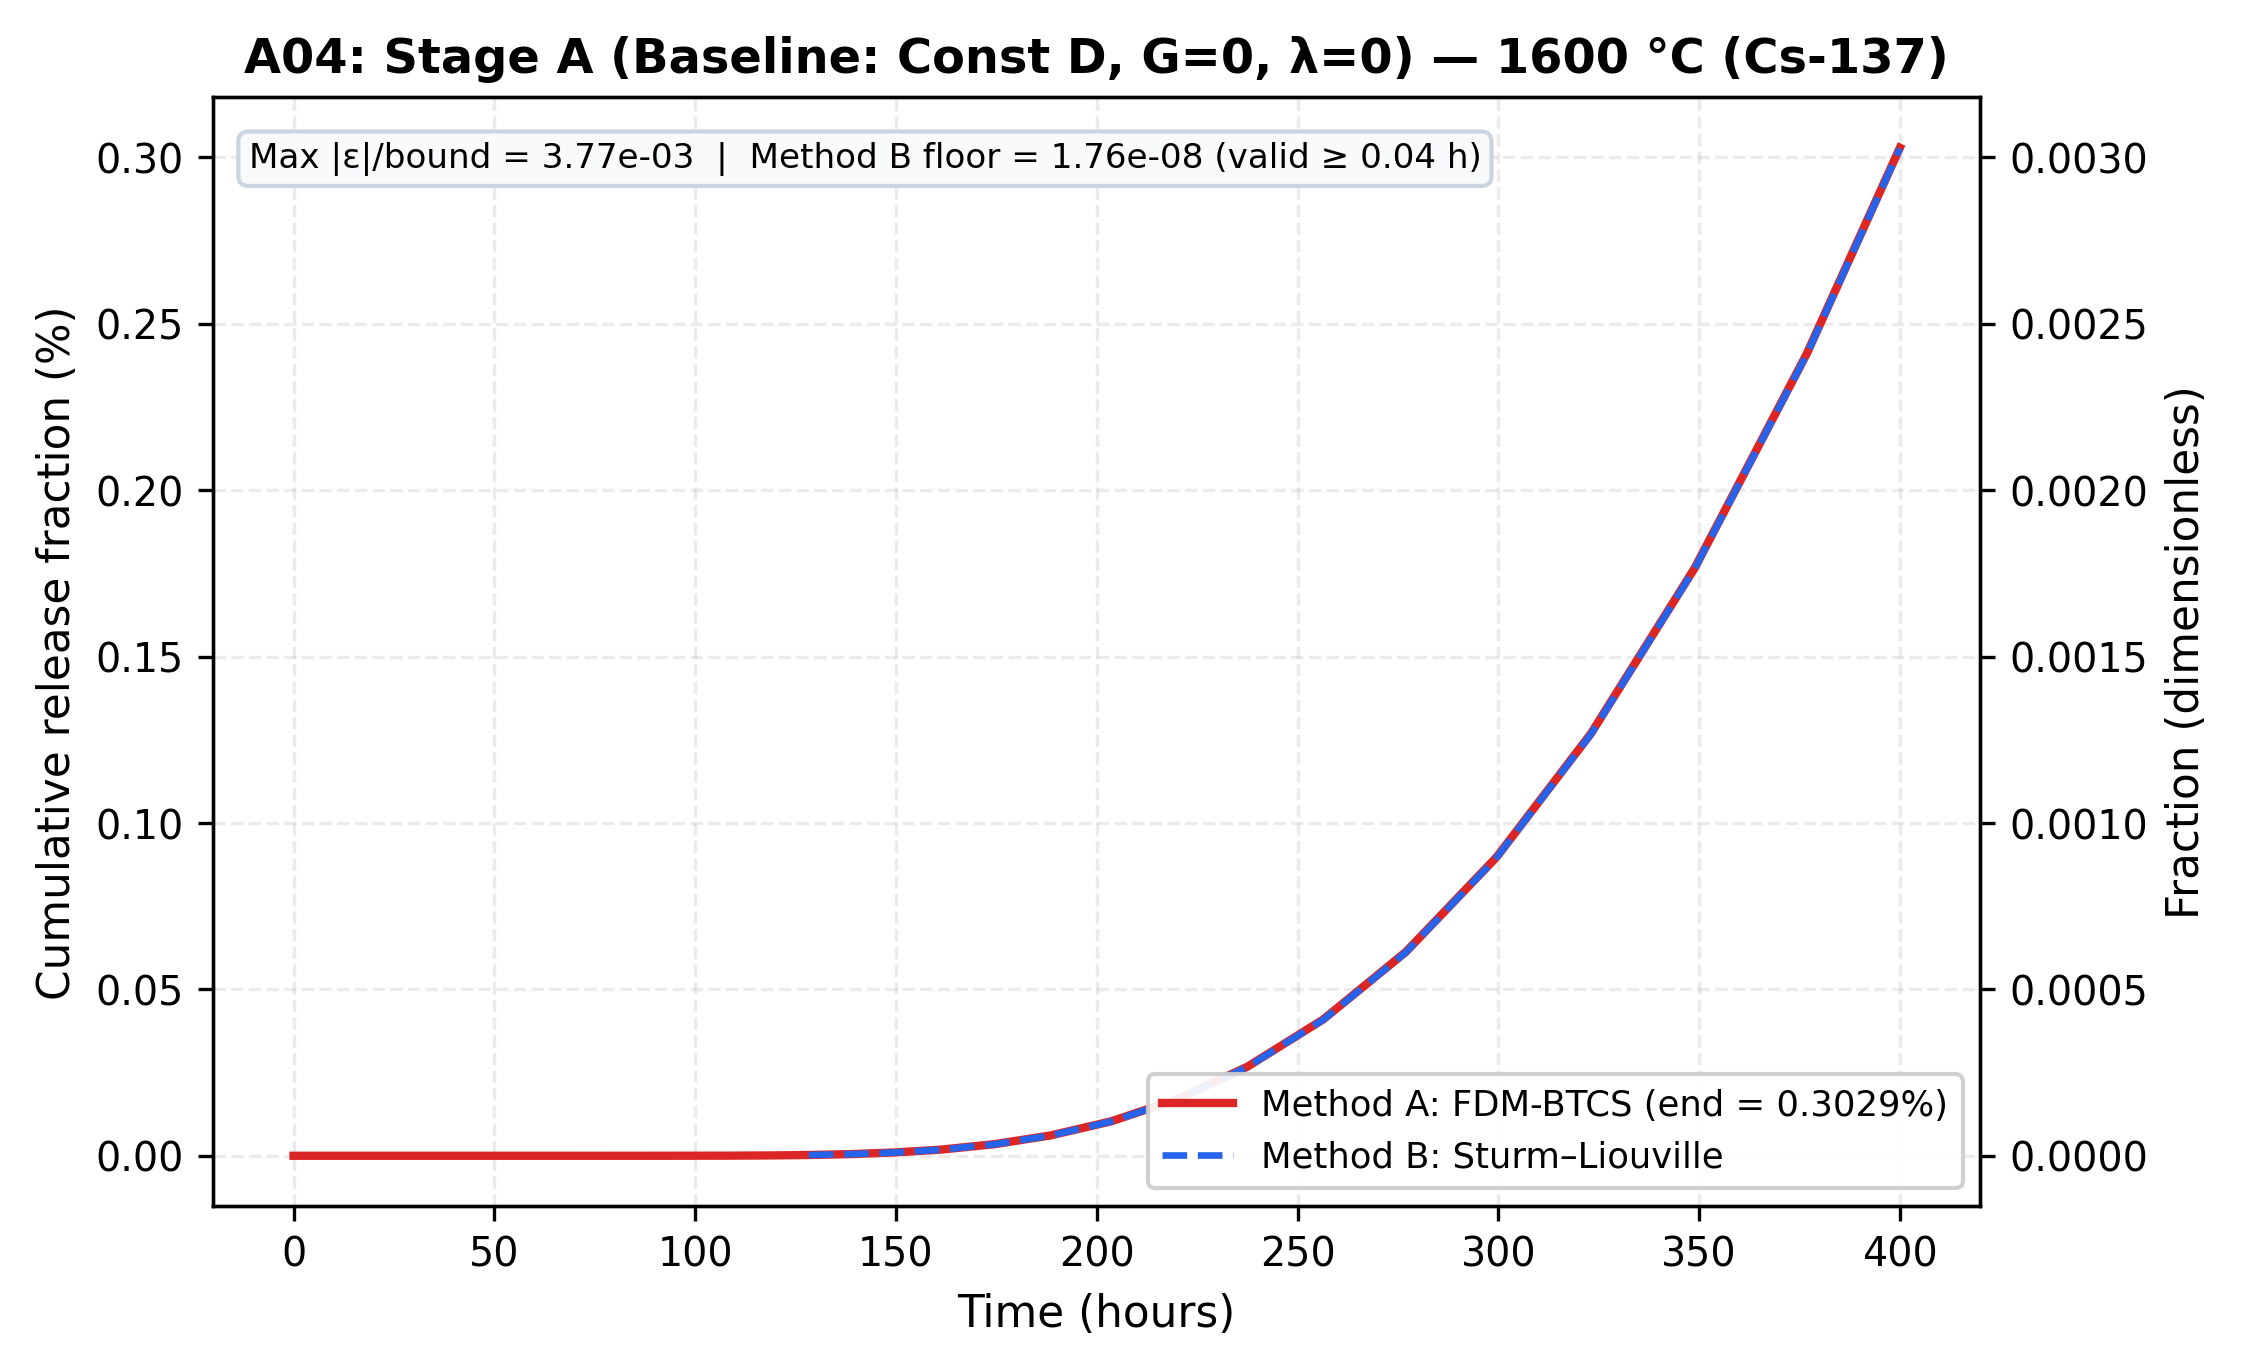 A04: Stage A (Baseline: Const D, G=0, λ=0) — 1600 °C (Cs-137)
Max |ε|/bound = 3.77e-03 | Method B floor = 1.76e-08 (valid ≥ 0.04 h)
Cumulative release fraction (%)
0.30
0.25
0.20
0.15
0.10
0.05
0.00
0.0030
0.0025
0.0020
0.0015
0.0010
0.0005
0.0000
Fraction (dimensionless)
Method A: FDM-BTCS (end = 0.3029%)
Method B: Sturm–Liouville
0 50 100 150 200 250 300 350 400
Time (hours)